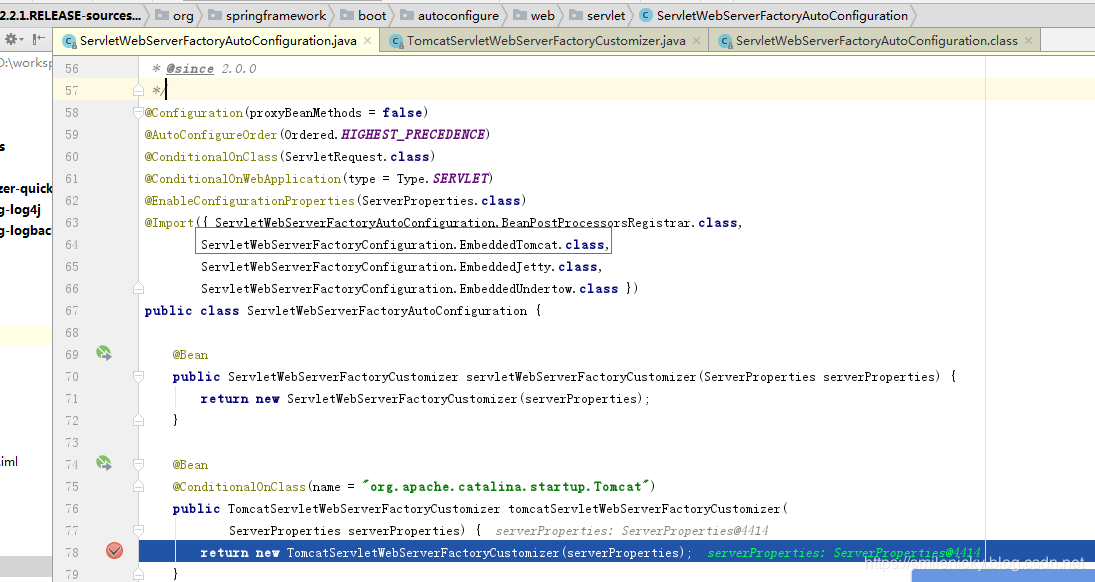 2.2.1.RELEASE-sources... org springframework boot autoconfigure web servlet ServletWebServerFactoryAutoConfiguration
ServletWebServerFactoryAutoConfiguration.java TomcatServletWebServerFactoryCustomizer.java ServletWebServerFactoryAutoConfiguration.class
D:\worksp
s
zer-quick
g-log4j
g-logbac
.iml
56 * @since 2.0.0
57 */
58 @Configuration(proxyBeanMethods = false)
59 @AutoConfigureOrder(Ordered.HIGHEST_PRECEDENCE)
60 @ConditionalOnClass(ServletRequest.class)
61 @ConditionalOnWebApplication(type = Type.SERVLET)
62 @EnableConfigurationProperties(ServerProperties.class)
63 @Import({ ServletWebServerFactoryAutoConfiguration.BeanPostProcessorsRegistrar.class,
64 ServletWebServerFactoryConfiguration.EmbeddedTomcat.class,
65 ServletWebServerFactoryConfiguration.EmbeddedJetty.class,
66 ServletWebServerFactoryConfiguration.EmbeddedUndertow.class })
67 public class ServletWebServerFactoryAutoConfiguration {
68
69 @Bean
70 public ServletWebServerFactoryCustomizer servletWebServerFactoryCustomizer(ServerProperties serverProperties) {
71 return new ServletWebServerFactoryCustomizer(serverProperties);
72 }
73
74 @Bean
75 @ConditionalOnClass(name = "org.apache.catalina.startup.Tomcat")
76 public TomcatServletWebServerFactoryCustomizer tomcatServletWebServerFactoryCustomizer(
77 ServerProperties serverProperties) { serverProperties: ServerProperties@4414
78 return new TomcatServletWebServerFactoryCustomizer(serverProperties); serverProperties: ServerProperties@4414
https://smilenicky.blog.csdn.net
79 }